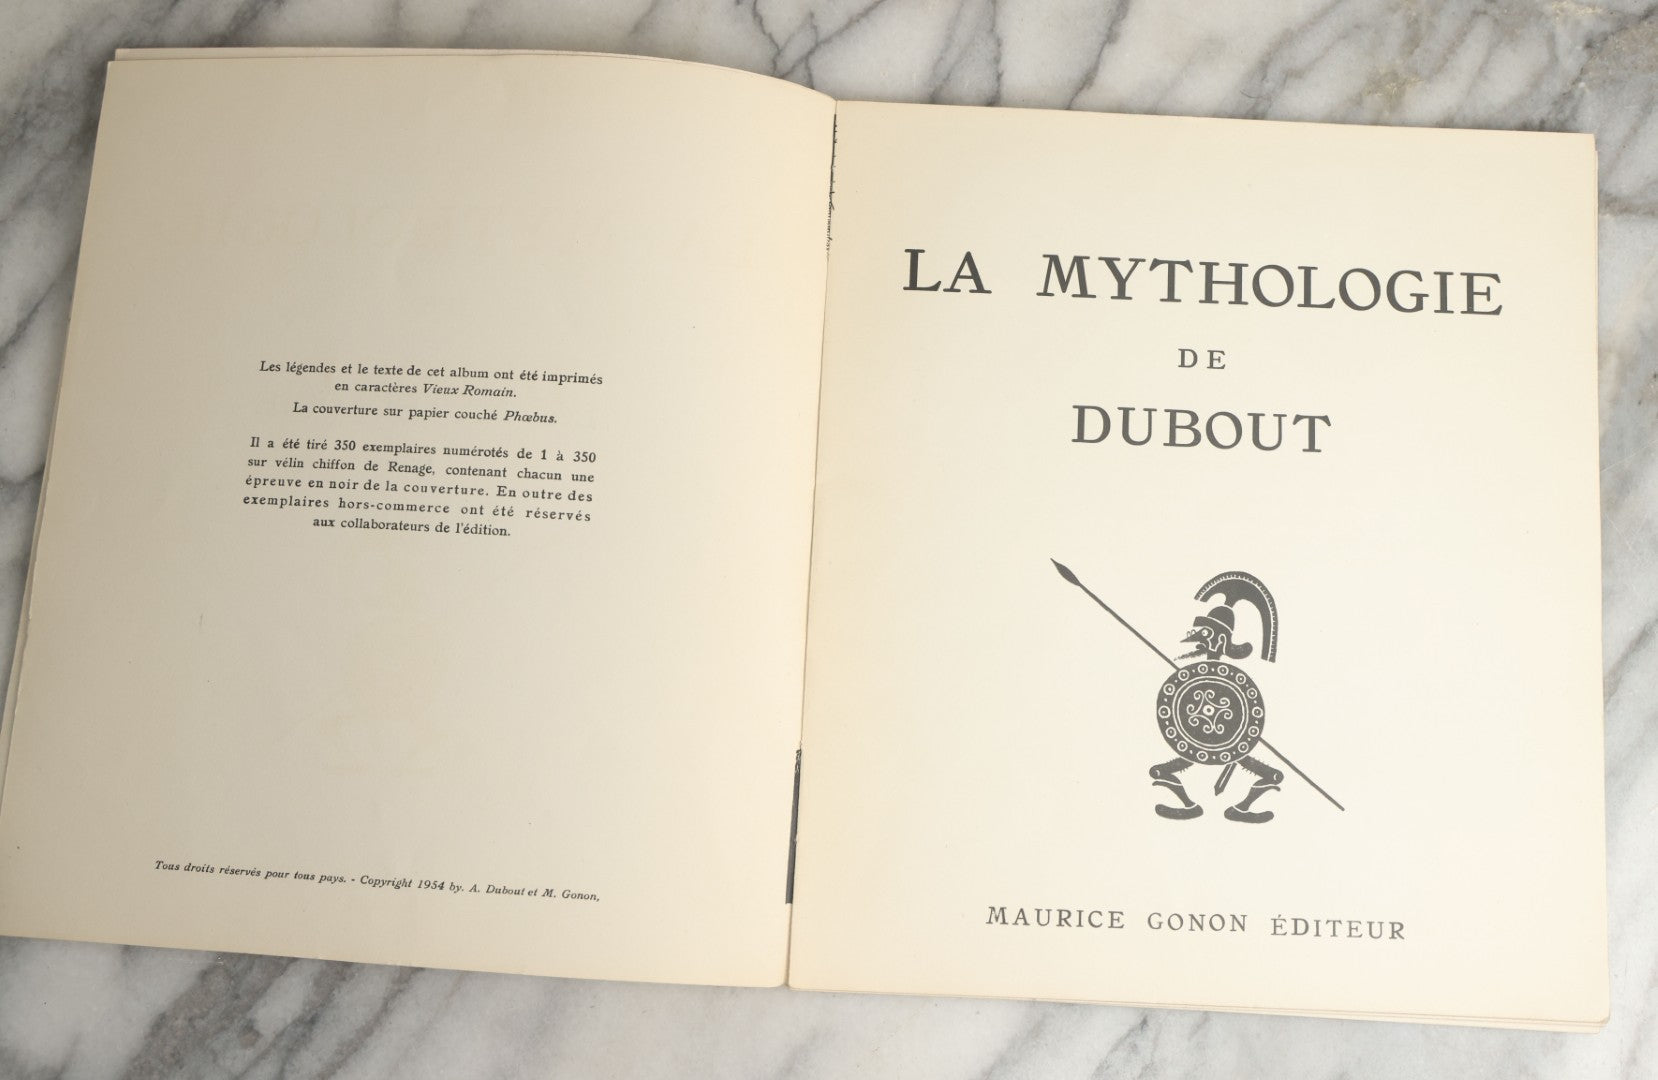 Les légendes et le texte de cet album ont été imprimés
en caractères Vieux Romain.
La couverture sur papier couché Phœbus.
Il a été tiré 350 exemplaires numérotés de 1 à 350
sur vélin chiffon de Renage, contenant chacun une
épreuve en noir de la couverture. En outre des
exemplaires hors-commerce ont été réservés
aux collaborateurs de l'édition.
Tous droits réservés pour tous pays. - Copyright 1954 by. A. Dubout et M. Gonon,
LA MYTHOLOGIE
DE
DUBOUT
MAURICE GONON ÉDITEUR